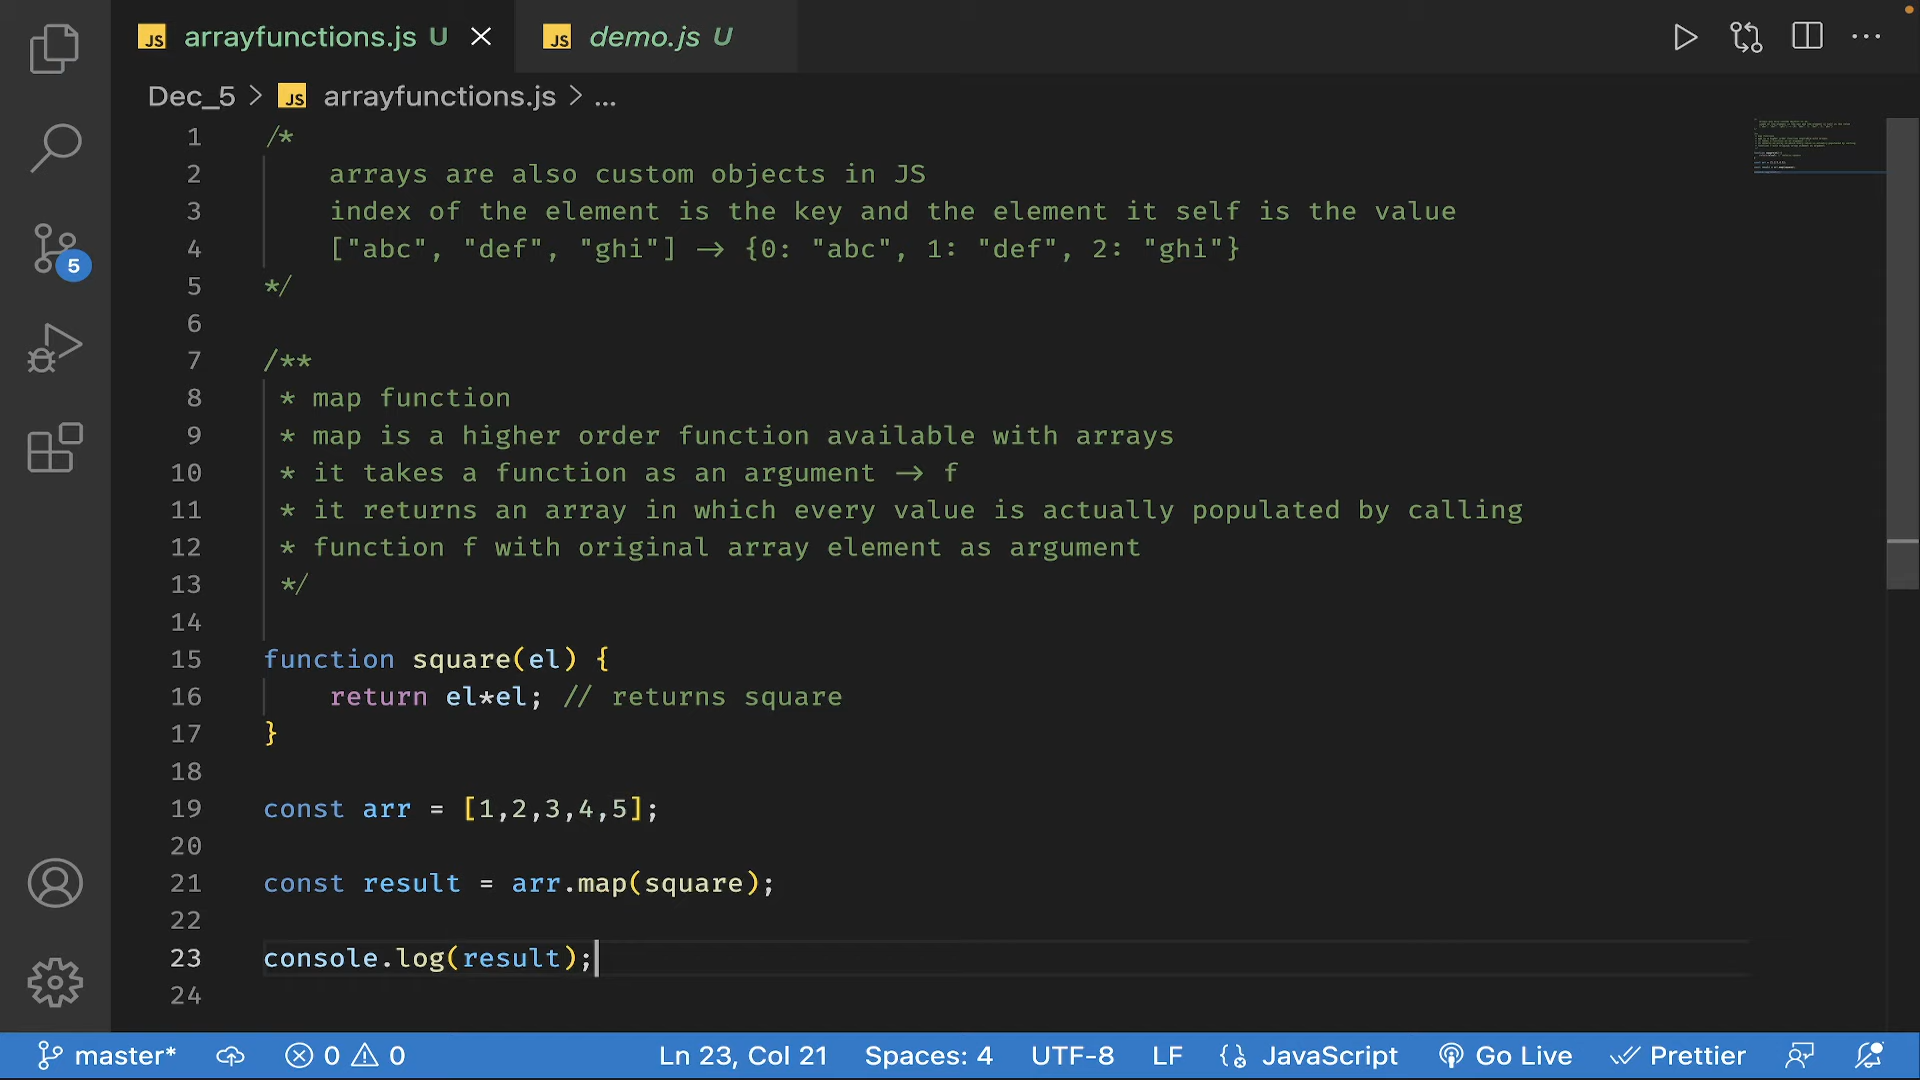 JS arrayfunctions.js U
JS demo.js U
Dec_5 > JS arrayfunctions.js > ...
1 /*
2 arrays are also custom objects in JS
3 index of the element is the key and the element it self is the value
4 ["abc", "def", "ghi"] -> {0: "abc", 1: "def", 2: "ghi"}
5 */
6
7 /**
8 * map function
9 * map is a higher order function available with arrays
10 * it takes a function as an argument -> f
11 * it returns an array in which every value is actually populated by calling
12 * function f with original array element as argument
13 */
14
15 function square(el) {
16 return el*el; // returns square
17 }
18
19 const arr = [1,2,3,4,5];
20
21 const result = arr.map(square);
22
23 console.log(result);
24
5
master* 0 0 Ln 23, Col 21 Spaces: 4 UTF-8 LF JavaScript Go Live Prettier